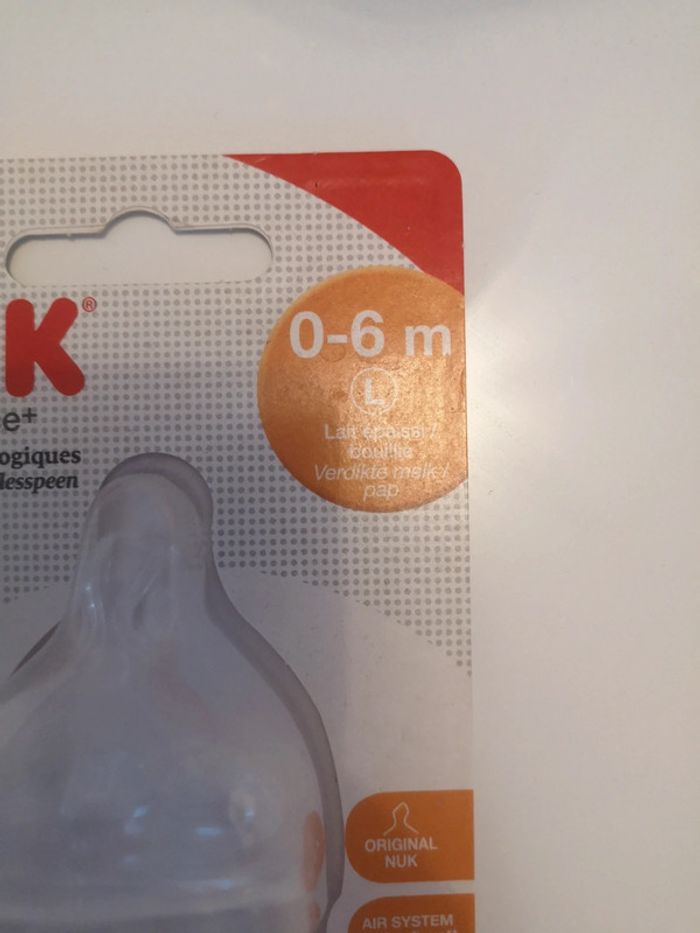 K®
e+
ogiques
lesspeen
0-6 m
L
Lait épaissi /
bouillie
Verdikte melk /
pap
ORIGINAL
NUK
AIR SYSTEM